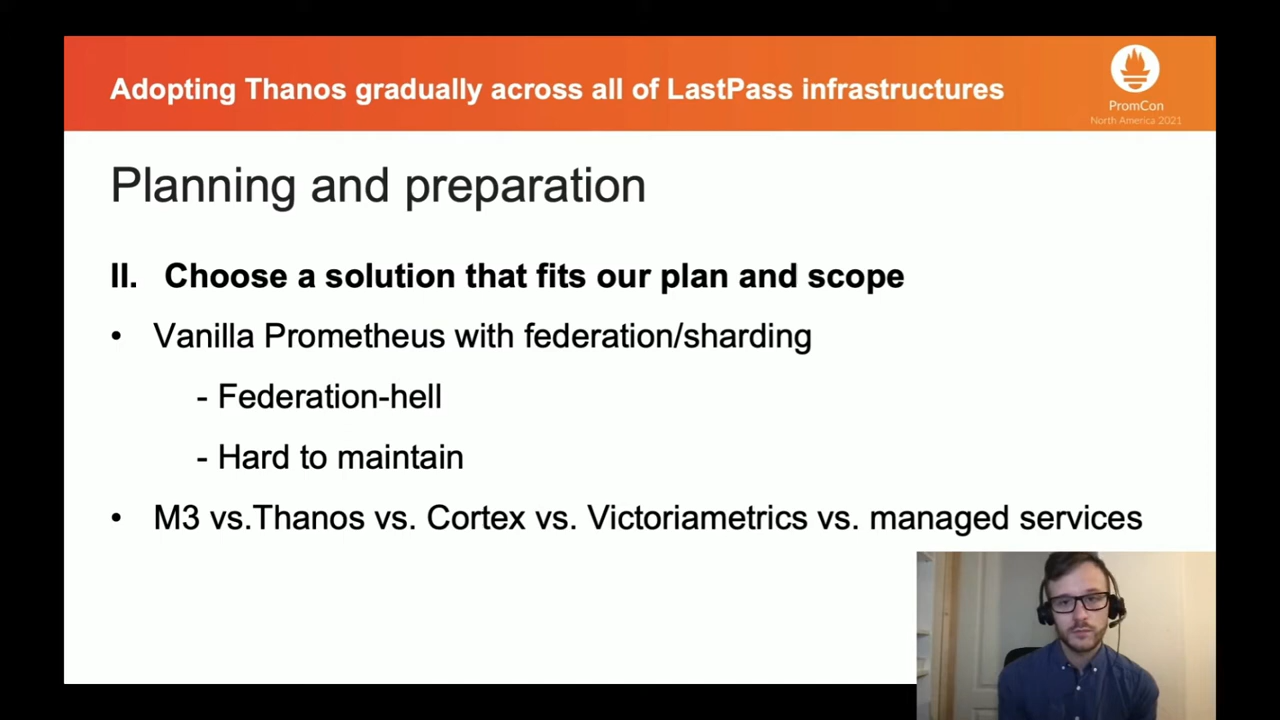 Adopting Thanos gradually across all of LastPass infrastructures
PromCon
North America 2021
Planning and preparation
II. Choose a solution that fits our plan and scope
• Vanilla Prometheus with federation/sharding
- Federation-hell
- Hard to maintain
• M3 vs.Thanos vs. Cortex vs. Victoriametrics vs. managed services